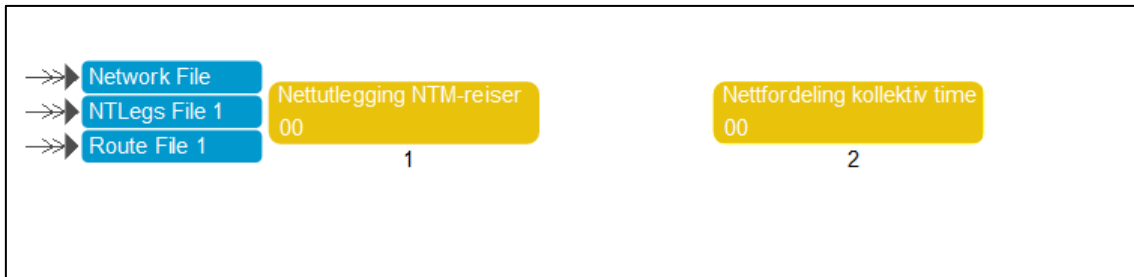 Network File
NTLegs File 1
Route File 1
Nettutlegging NTM-reiser
00
1
Nettfordeling kollektiv time
00
2